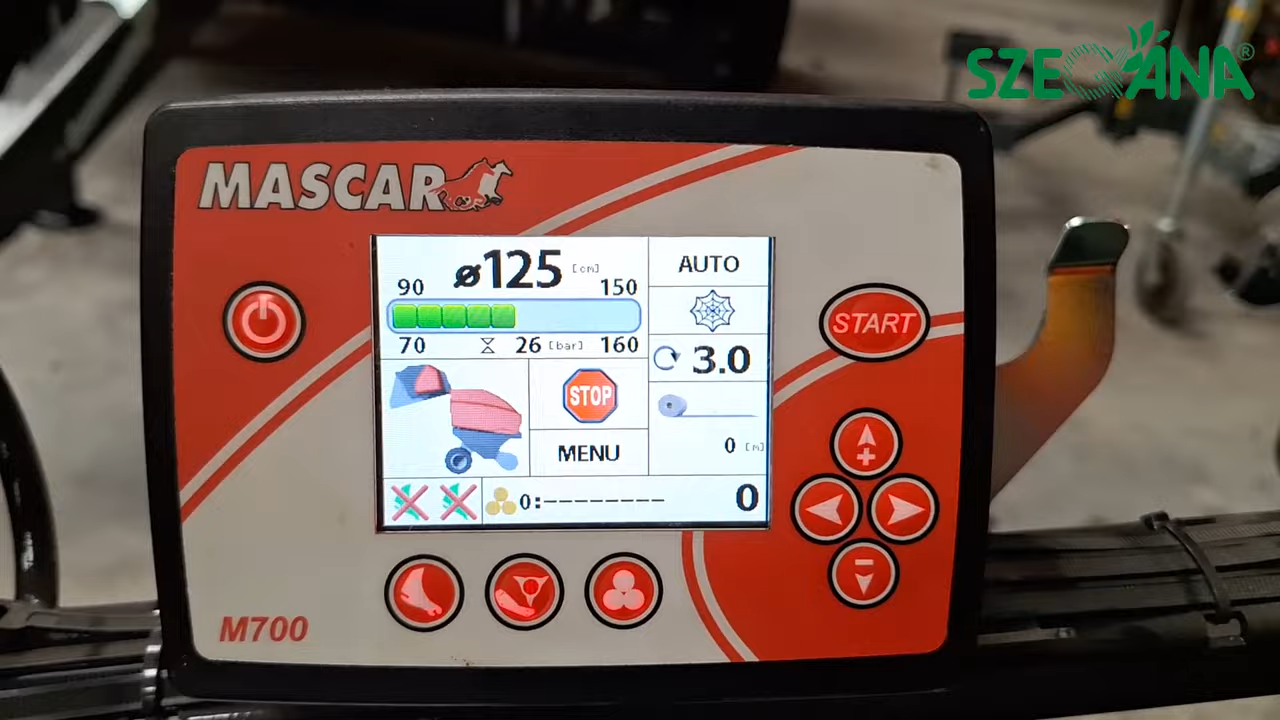 SZEGÁNA®
MASCAR
ø125 [cm]
90 150
70 26 [bar] 160
AUTO
3.0
STOP
MENU
0 [m]
0:-------- 0
START
+
-
M700